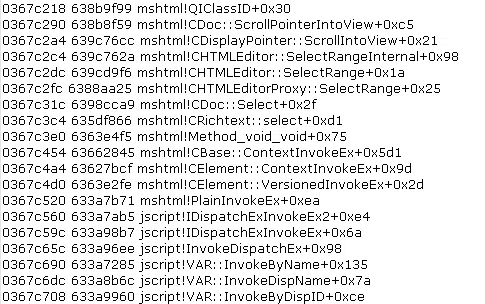 0367c218 638b9f99 mshtml!QIClassID+0x30
0367c290 638b8f59 mshtml!CDoc::ScrollPointerIntoView+0xc5
0367c2a4 639c76cc mshtml!CDisplayPointer::ScrollIntoView+0x21
0367c2c4 639c762a mshtml!CHTMLEditor::SelectRangeInternal+0x98
0367c2dc 639cd9f6 mshtml!CHTMLEditor::SelectRange+0x1a
0367c2fc 6388aa25 mshtml!CHTMLEditorProxy::SelectRange+0x25
0367c31c 6398cca9 mshtml!CDoc::Select+0x2f
0367c3c4 635df866 mshtml!CRichtext::select+0xd1
0367c3e0 6363e4f5 mshtml!Method_void_void+0x75
0367c454 63662845 mshtml!CBase::ContextInvokeEx+0x5d1
0367c4a4 63627bcf mshtml!CElement::ContextInvokeEx+0x9d
0367c4d0 6363e2fe mshtml!CElement::VersionedInvokeEx+0x2d
0367c520 633a7b71 mshtml!PlainInvokeEx+0xea
0367c560 633a7ab5 jscript!IDispatchExInvokeEx2+0xe4
0367c59c 633a98b7 jscript!IDispatchExInvokeEx+0x6a
0367c65c 633a96ee jscript!InvokeDispatchEx+0x98
0367c690 633a7285 jscript!VAR::InvokeByName+0x135
0367c6dc 633a8b6c jscript!VAR::InvokeDispName+0x7a
0367c708 633a9960 jscript!VAR::InvokeByDispID+0xce